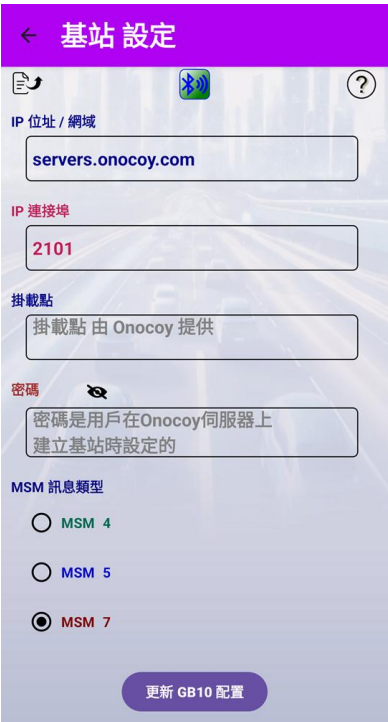 基站 設定
?
IP 位址 / 網域
servers.onocoy.com
IP 連接埠
2101
掛載點
掛載點 由 Onocoy 提供
密碼
密碼是用戶在Onocoy伺服器上
建立基站時設定的
MSM 訊息類型
MSM 4
MSM 5
MSM 7
更新 GB10 配置